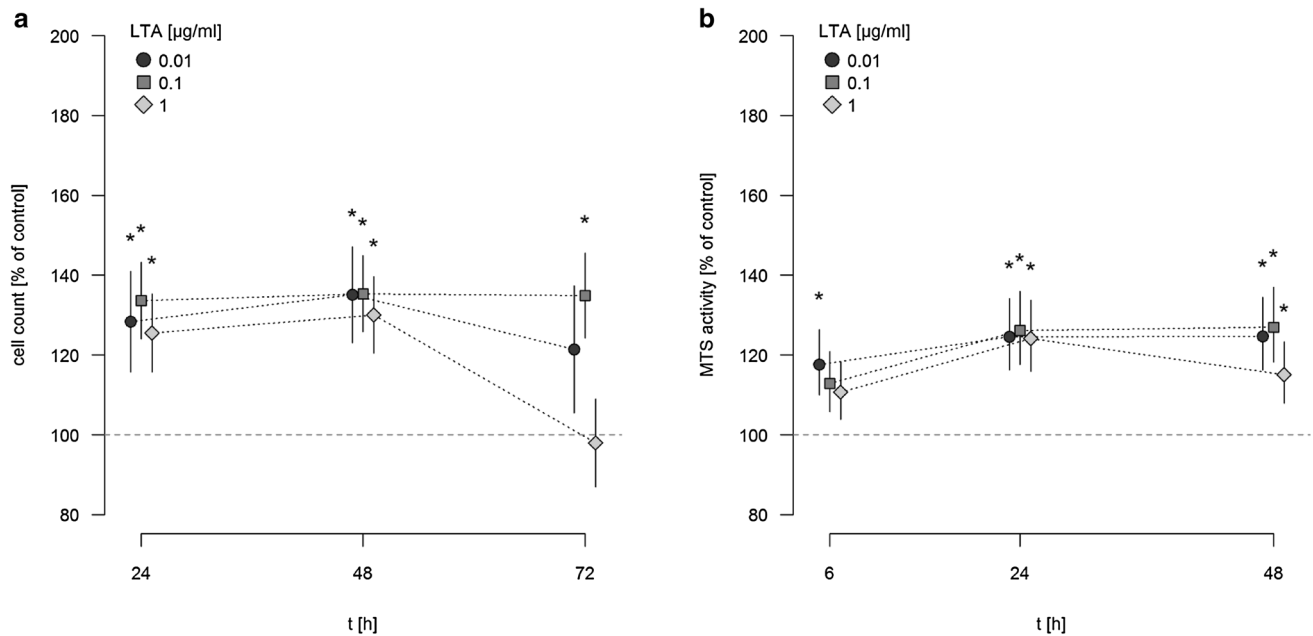 a
LTA [µg/ml]
0.01
0.1
1
cell count [% of control]
200
180
160
140
120
100
80
* * *
* * *
*
24 48 72
t [h]
b
LTA [µg/ml]
0.01
0.1
1
MTS activity [% of control]
200
180
160
140
120
100
80
*
* * *
* * *
6 24 48
t [h]